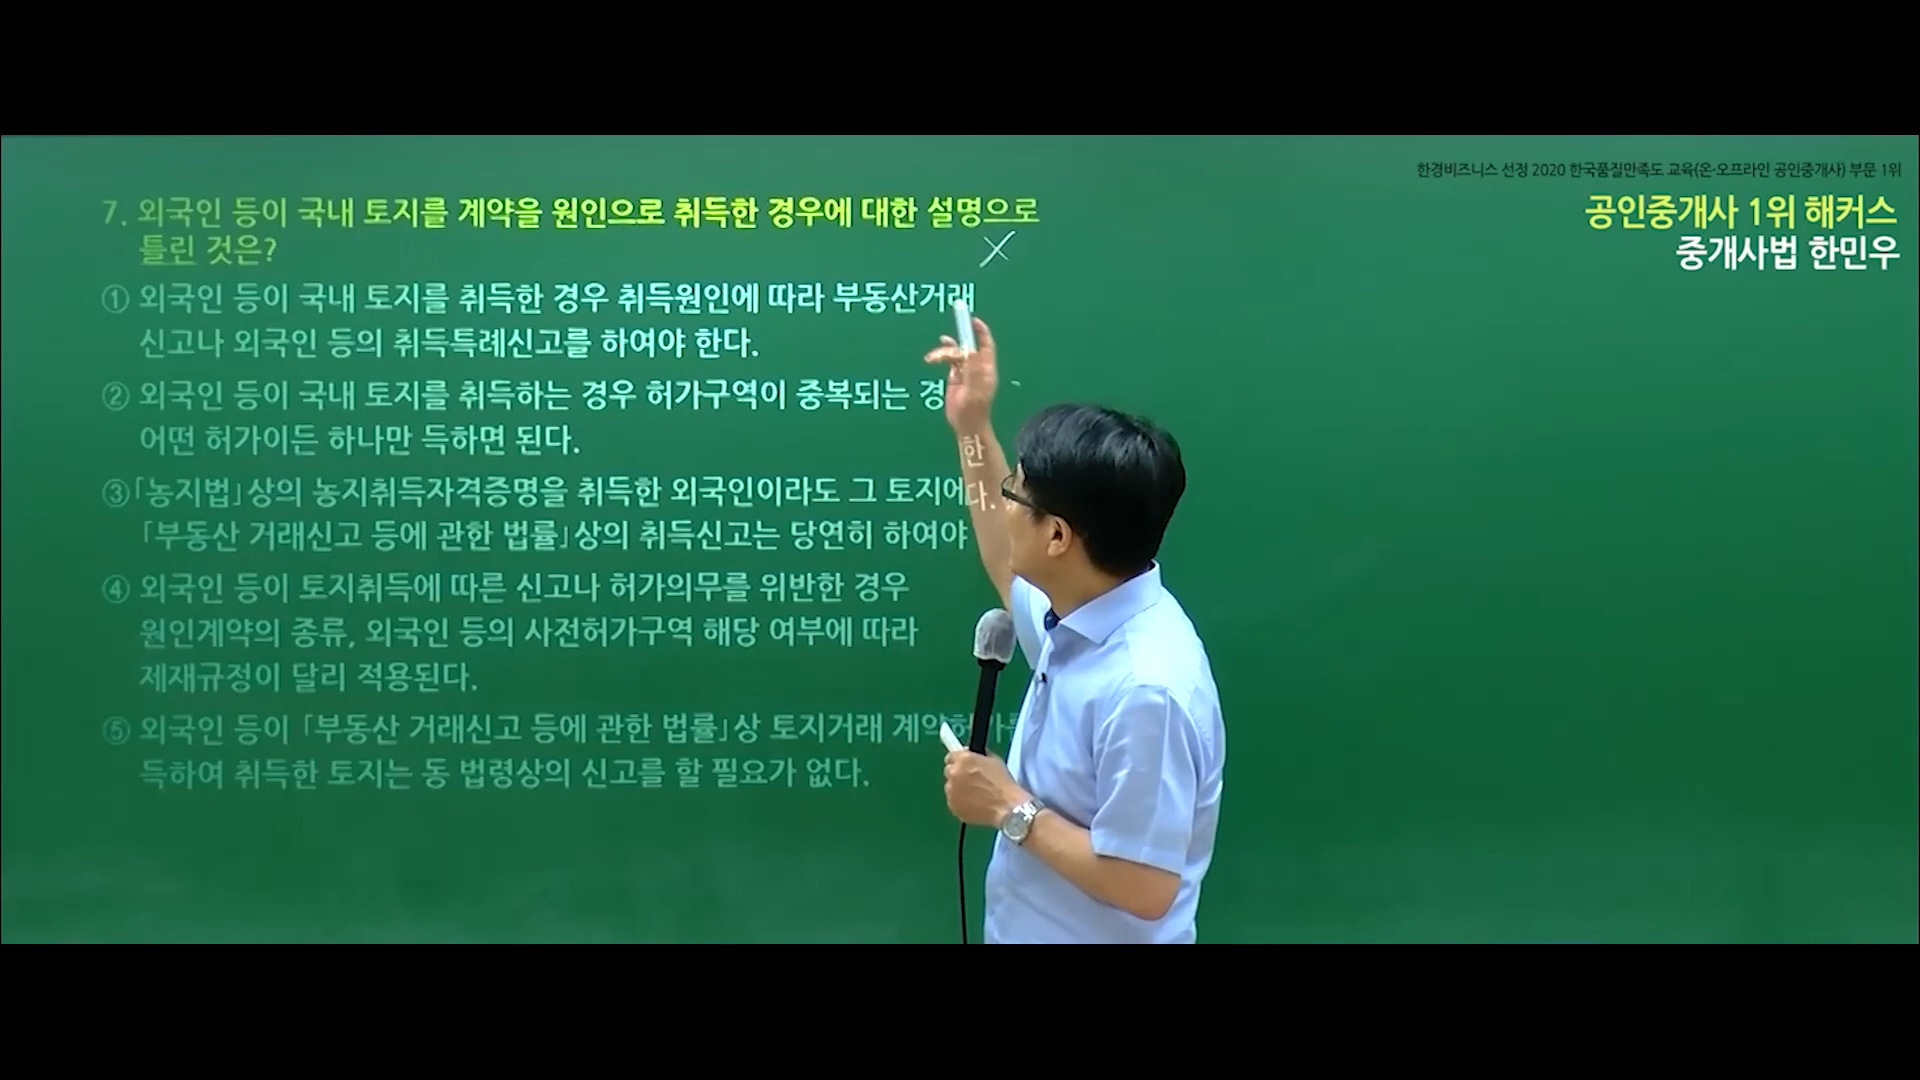 한경비즈니스 선정 2020 한국품질만족도 교육(온·오프라인 공인중개사) 부문 1위
공인중개사 1위 해커스
중개사법 한민우
7. 외국인 등이 국내 토지를 계약을 원인으로 취득한 경우에 대한 설명으로
틀린 것은?
① 외국인 등이 국내 토지를 취득한 경우 취득원인에 따라 부동산거래
신고나 외국인 등의 취득특례신고를 하여야 한다.
② 외국인 등이 국내 토지를 취득하는 경우 허가구역이 중복되는 경
어떤 허가이든 하나만 득하면 된다.
③ 「농지법」상의 농지취득자격증명을 취득한 외국인이라도 그 토지에
「부동산 거래신고 등에 관한 법률」상의 취득신고는 당연히 하여야
④ 외국인 등이 토지취득에 따른 신고나 허가의무를 위반한 경우
원인계약의 종류, 외국인 등의 사전허가구역 해당 여부에 따라
제재규정이 달리 적용된다.
⑤ 외국인 등이 「부동산 거래신고 등에 관한 법률」상 토지거래 계약허가를
득하여 취득한 토지는 동 법령상의 신고를 할 필요가 없다.